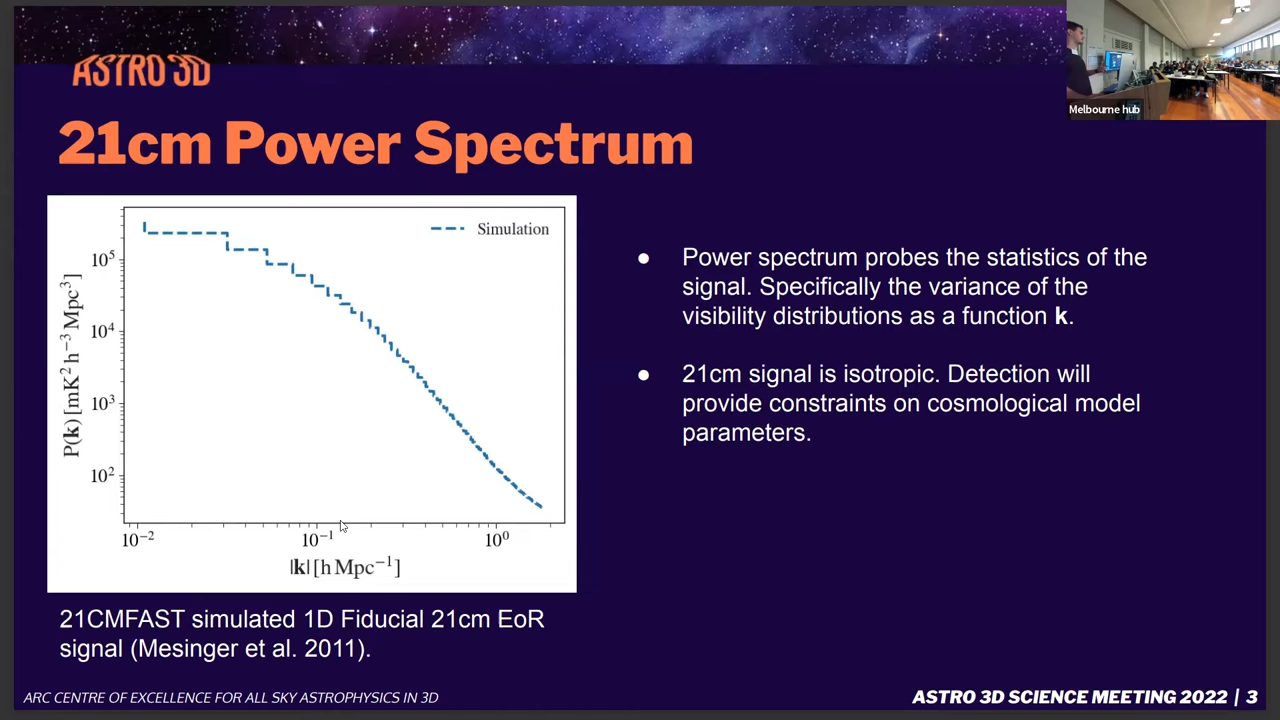 ASTRO 3D
Melbourne hub
21cm Power Spectrum
Simulation
10⁵
10⁴
10³
10²
P(k) [mK² h⁻³ Mpc³]
10⁻²
10⁻¹
10⁰
|k| [h Mpc⁻¹]
21CMFAST simulated 1D Fiducial 21cm EoR
signal (Mesinger et al. 2011).
● Power spectrum probes the statistics of the
signal. Specifically the variance of the
visibility distributions as a function k.
● 21cm signal is isotropic. Detection will
provide constraints on cosmological model
parameters.
ARC CENTRE OF EXCELLENCE FOR ALL SKY ASTROPHYSICS IN 3D
ASTRO 3D SCIENCE MEETING 2022 | 3